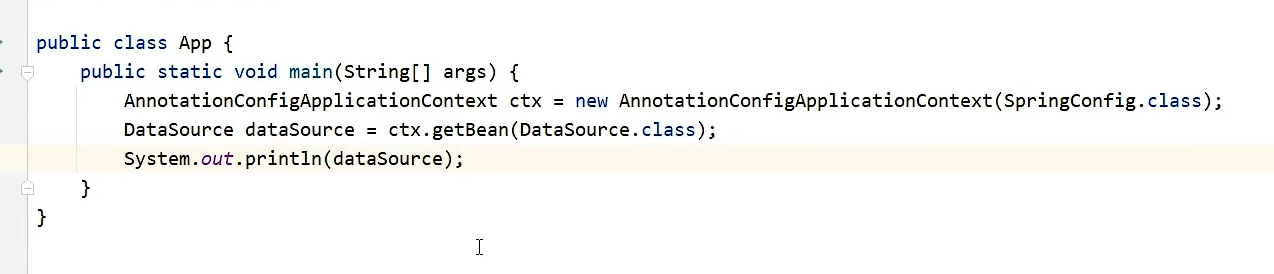 public class App {
    public static void main(String[] args) {
        AnnotationConfigApplicationContext ctx = new AnnotationConfigApplicationContext(SpringConfig.class);
        DataSource dataSource = ctx.getBean(DataSource.class);
        System.out.println(dataSource);
    }
}